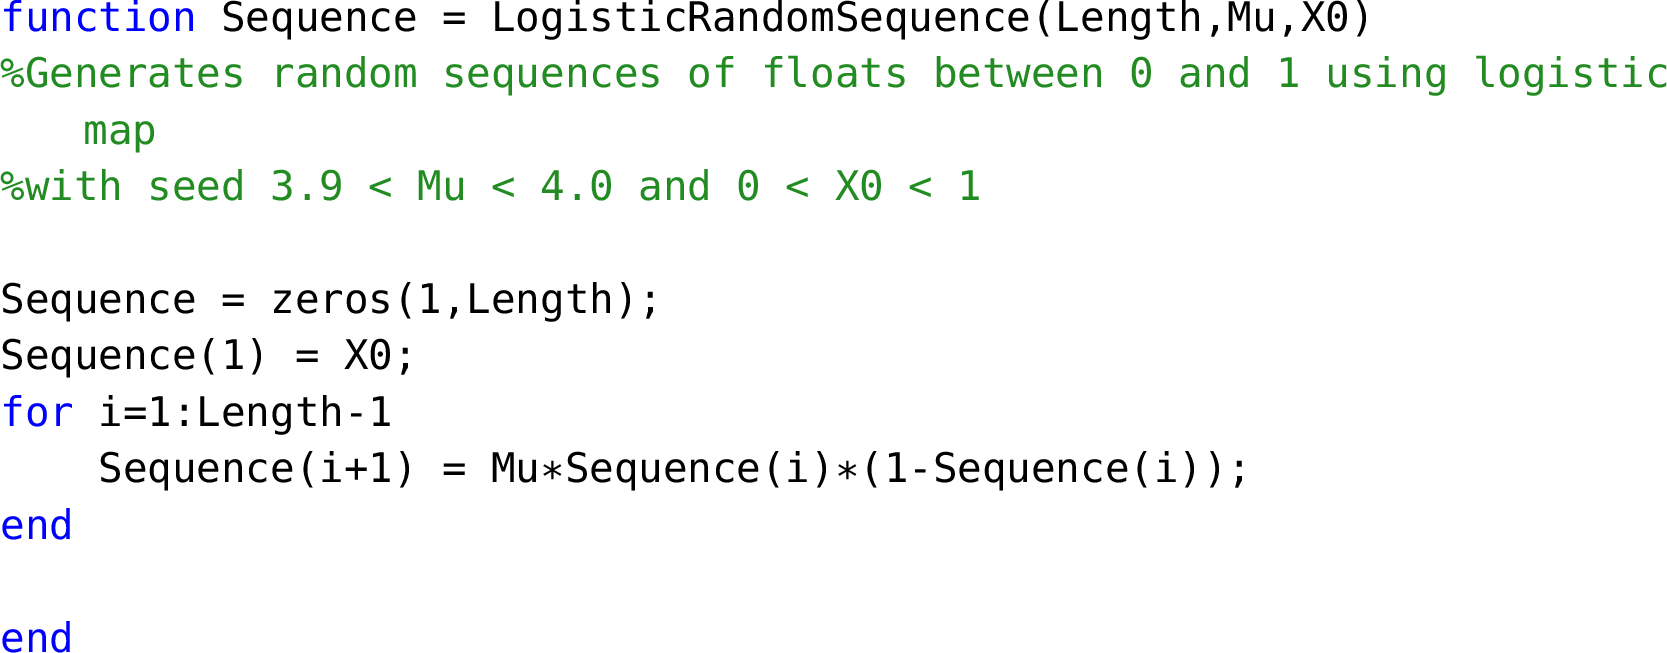 function Sequence = LogisticRandomSequence(Length,Mu,X0)
%Generates random sequences of floats between 0 and 1 using logistic
map
%with seed 3.9 < Mu < 4.0 and 0 < X0 < 1
Sequence = zeros(1,Length);
Sequence(1) = X0;
for i=1:Length-1
Sequence(i+1) = Mu*Sequence(i)*(1-Sequence(i));
end
end